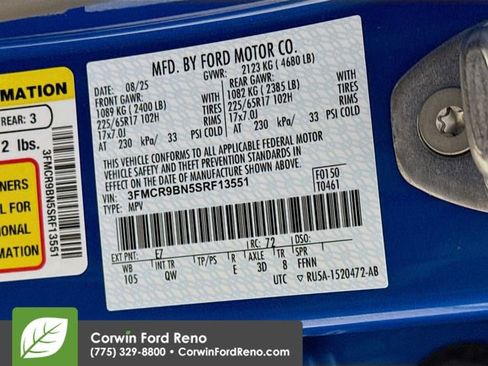 MFD. BY FORD MOTOR CO.
DATE: 08/25
GVWR: 2123 KG ( 4680 LB)
FRONT GAWR:
REAR GAWR:
1089 KG ( 2400 LB)
1082 KG ( 2385 LB)
WITH
WITH
225/65R17 102H
TIRES
225/65R17 102H
TIRES
17x7.0J
RIMS
17x7.0J
RIMS
AT 230 kPa/ 33 PSI COLD
AT 230 kPa/ 33 PSI COLD
THIS VEHICLE CONFORMS TO ALL APPLICABLE FEDERAL MOTOR
VEHICLE SAFETY AND BUMPER AND THEFT PREVENTION STANDARDS IN EFFECT
ON THE DATE OF MANUFACTURE SHOWN ABOVE.
VIN: 3FMCR9BN5SRF13551
TYPE: MPV
F0150
T0461
EXT PNT: E7
RC: 72
DSO:
WB
INT TR
TP/PS
R
AXLE
TR
SPR
105
QW
E
3D
8
FFNN
UTC
RUSA-1520472-AB
RMATION
REAR: 3
2 lbs.
NERS
L FOR
IONAL
ION
3FMCR9BN5SRF13551
Corwin Ford Reno
(775) 329-8800 • CorwinFordReno.com